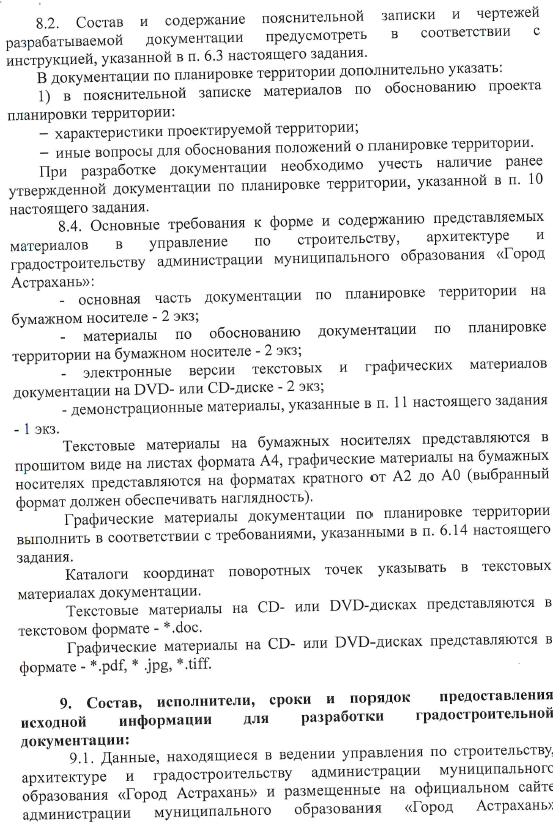 8.2. Состав и содержание пояснительной записки и чертежей
разрабатываемой документации предусмотреть в соответствии с
инструкцией, указанной в п. 6.3 настоящего задания.
В документации по планировке территории дополнительно указать:
1) в пояснительной записке материалов по обоснованию проекта
планировки территории:
– характеристики проектируемой территории;
– иные вопросы для обоснования положений о планировке территории.
При разработке документации необходимо учесть наличие ранее
утвержденной документации по планировке территории, указанной в п. 10
настоящего задания.
8.4. Основные требования к форме и содержанию представляемых
материалов в управление по строительству, архитектуре и
градостроительству администрации муниципального образования «Город
Астрахань»:
- основная часть документации по планировке территории на
бумажном носителе - 2 экз;
- материалы по обоснованию документации по планировке
территории на бумажном носителе - 2 экз;
- электронные версии текстовых и графических материалов
документации на DVD- или CD-диске - 2 экз;
- демонстрационные материалы, указанные в п. 11 настоящего задания
- 1 экз.
Текстовые материалы на бумажных носителях представляются в
прошитом виде на листах формата А4, графические материалы на бумажных
носителях представляются на форматах кратного от А2 до А0 (выбранный
формат должен обеспечивать наглядность).
Графические материалы документации по планировке территории
выполнить в соответствии с требованиями, указанными в п. 6.14 настоящего
задания.
Каталоги координат поворотных точек указывать в текстовых
материалах документации.
Текстовые материалы на CD- или DVD-дисках представляются в
текстовом формате - *.doc.
Графические материалы на CD- или DVD-дисках представляются в
формате - *.pdf, * .jpg, *.tiff.
9. Состав, исполнители, сроки и порядок предоставления
исходной информации для разработки градостроительной
документации:
9.1. Данные, находящиеся в ведении управления по строительству,
архитектуре и градостроительству администрации муниципального
образования «Город Астрахань» и размещенные на официальном сайте
администрации муниципального образования «Город Астрахань»